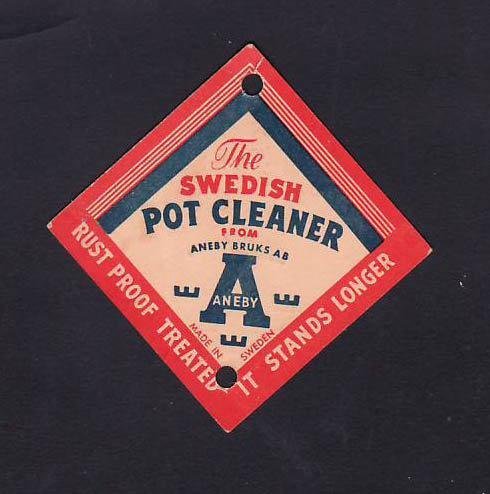 The
SWEDISH
POT CLEANER
FROM
ANEBY BRUKS AB
A
ANEBY
MADE IN SWEDEN
RUST PROOF TREATED
IT STANDS LONGER